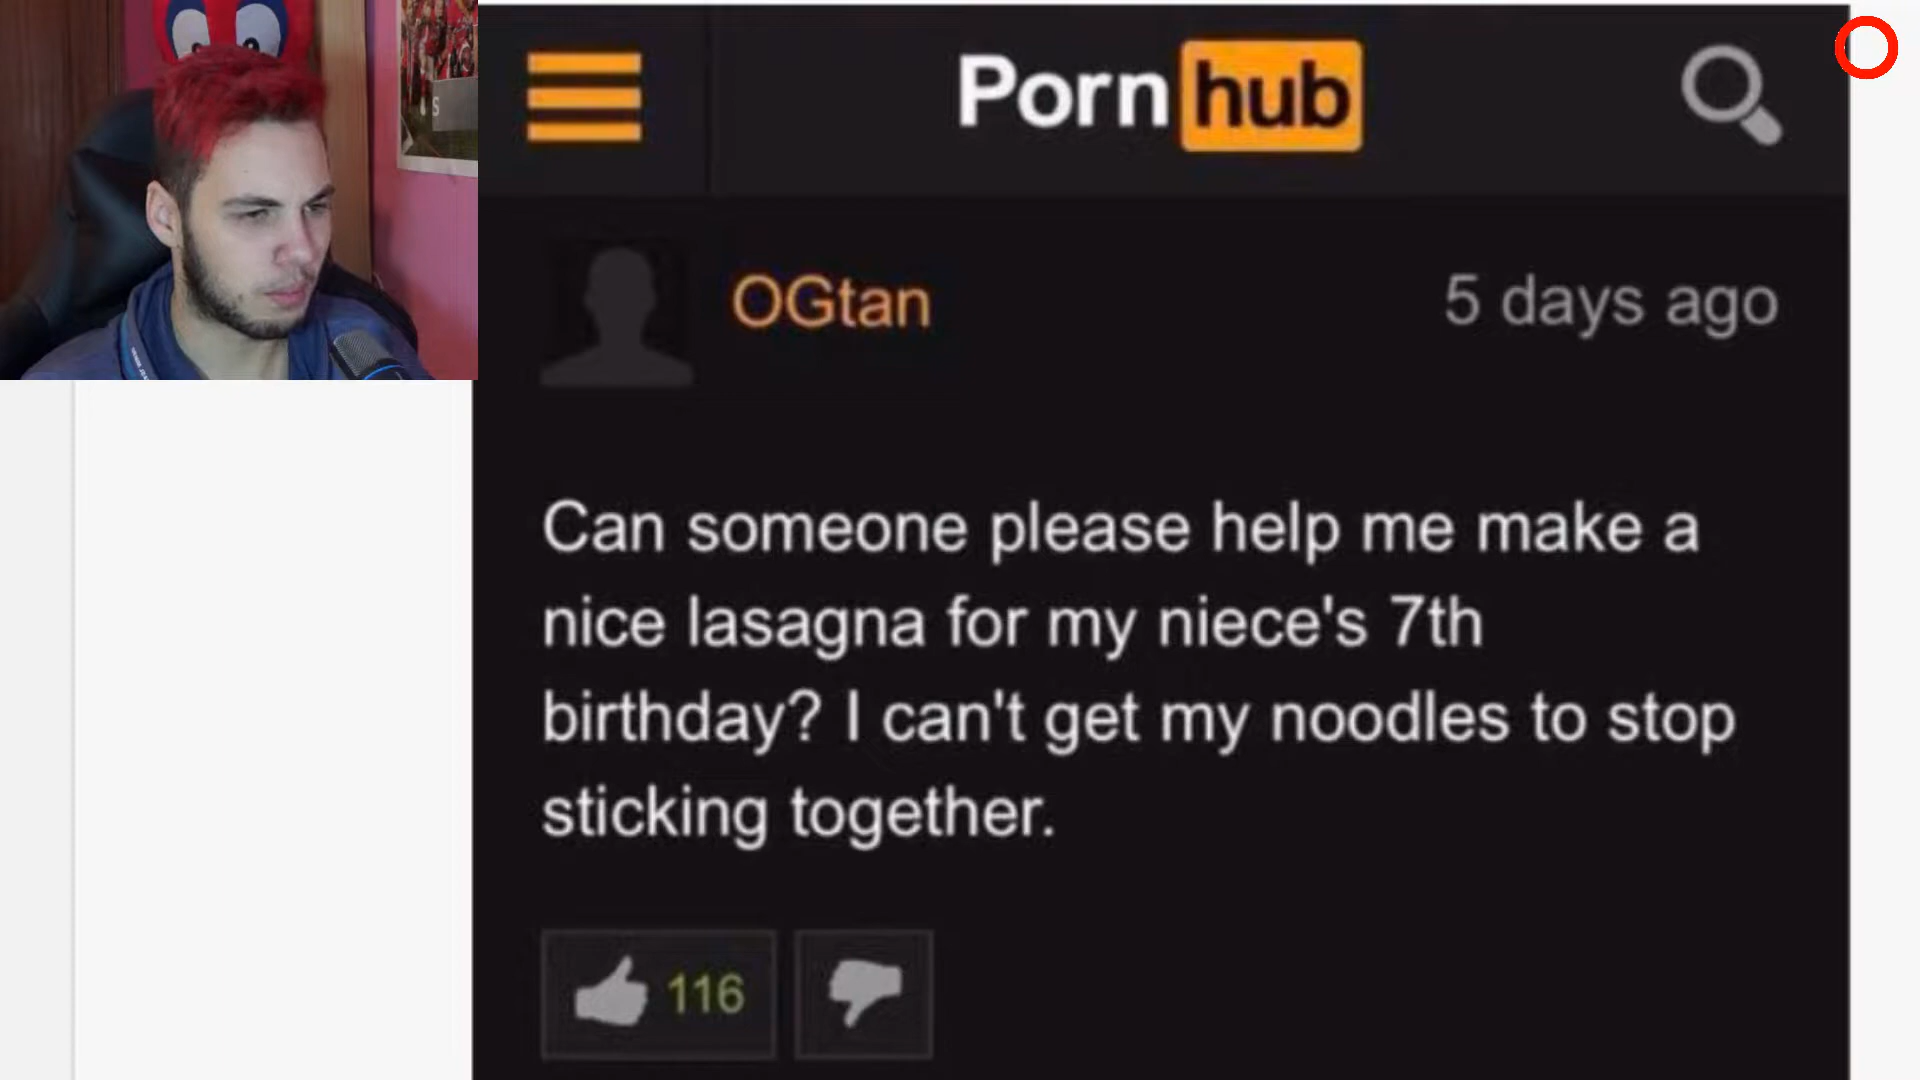 Porn hub
OGtan
5 days ago
Can someone please help me make a
nice lasagna for my niece's 7th
birthday? I can't get my noodles to stop
sticking together.
116